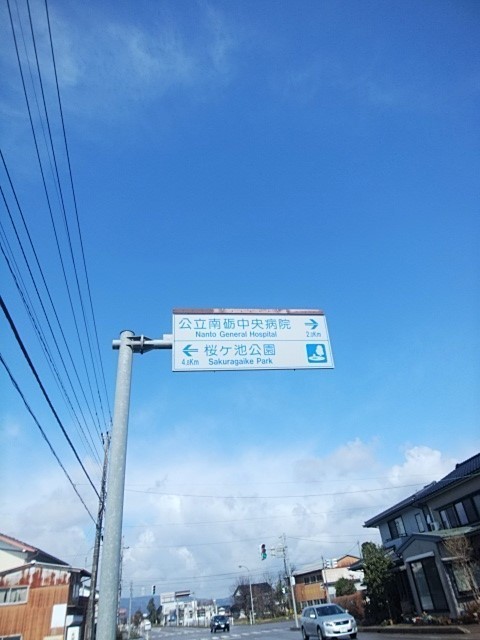 公立南砺中央病院 →
Nanto General Hospital 2.1Km
← 桜ケ池公園
4.8Km Sakuragaike Park